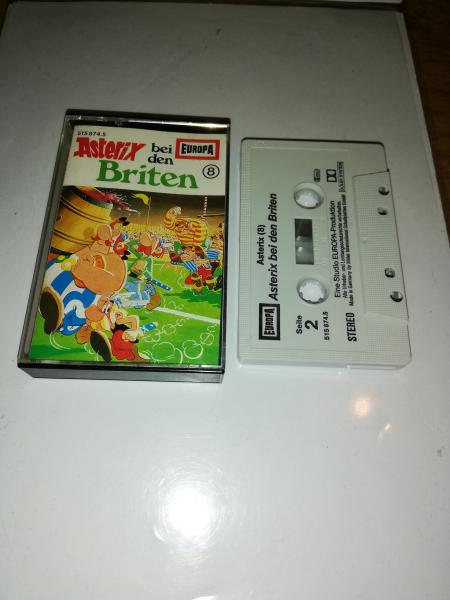 515 874.5
Asterix bei den
EUROPA
Briten
8
Asterix (8)
Asterix bei den Briten
EUROPA
Seite
2
515 874.5
Eine Studio EUROPA-Produktion
STEREO